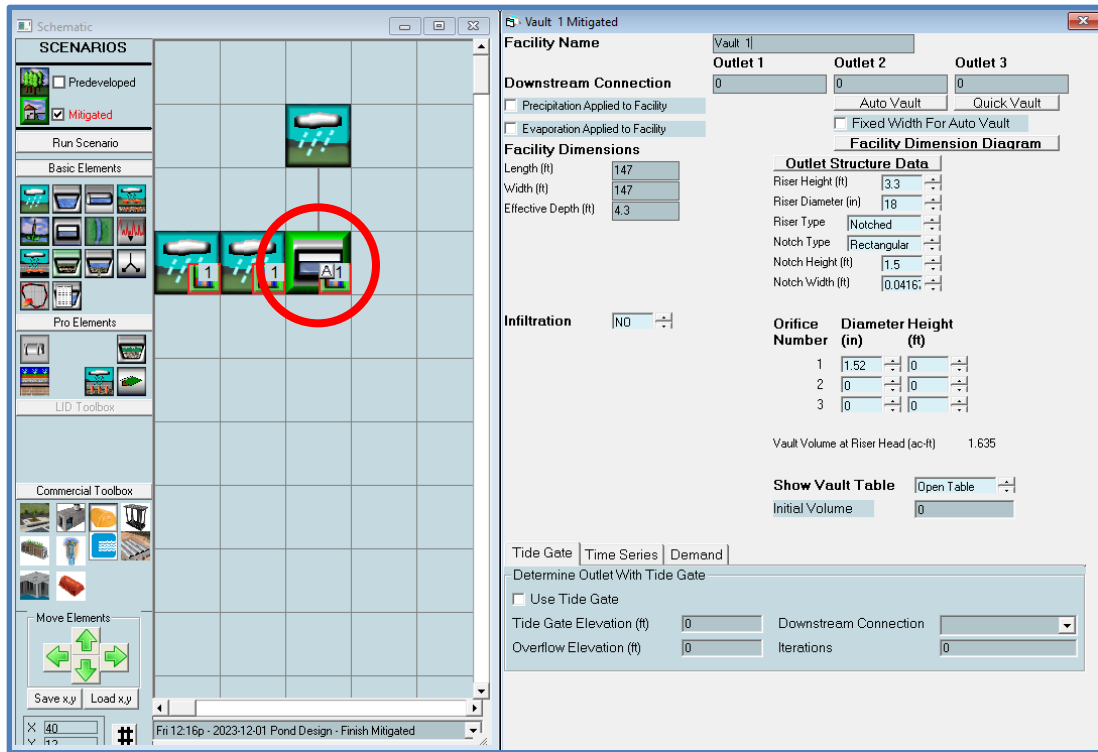 Schematic
SCENARIOS
Predeveloped
Mitigated
Run Scenario
Basic Elements
Pro Elements
LID Toolbox
Commercial Toolbox
Move Elements
Save x,y Load x,y
X 40
Y 12
#
1
1
A 1
Fri 12:16p - 2023-12-01 Pond Design - Finish Mitigated
Vault 1 Mitigated
Facility Name Vault 1
Outlet 1 Outlet 2 Outlet 3
Downstream Connection 0 0 0
Precipitation Applied to Facility Auto Vault Quick Vault
Evaporation Applied to Facility Fixed Width For Auto Vault
Facility Dimensions Facility Dimension Diagram
Length (ft) 147
Width (ft) 147
Effective Depth (ft) 4.3
Outlet Structure Data
Riser Height (ft) 3.3
Riser Diameter (in) 18
Riser Type Notched
Notch Type Rectangular
Notch Height (ft) 1.5
Notch Width (ft)
Infiltration NO
Orifice Diameter Height
Number (in) (ft)
1 1.52 0
2 0 0
3 0 0
Vault Volume at Riser Head (ac-ft) 1.635
Show Vault Table Open Table
Initial Volume 0
Tide Gate Time Series Demand
Determine Outlet With Tide Gate
Use Tide Gate
Tide Gate Elevation (ft) 0 Downstream Connection
Overflow Elevation (ft) 0 Iterations 0